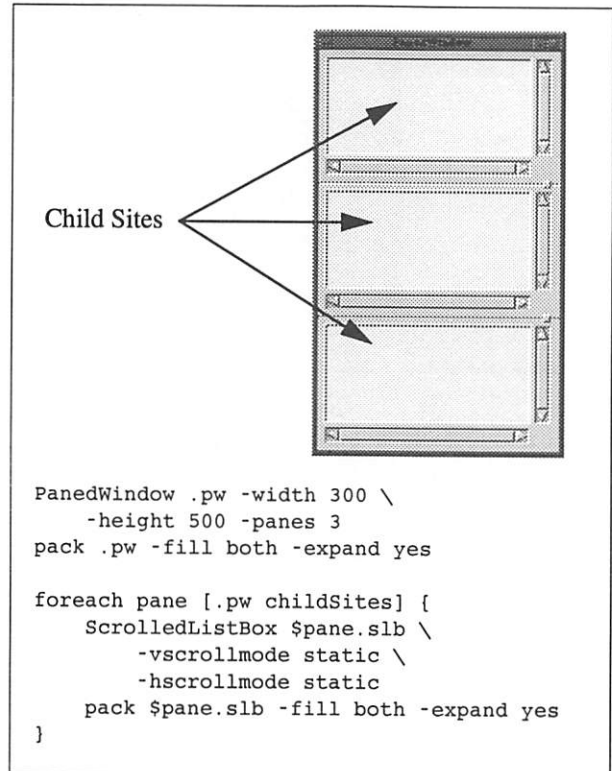 Child Sites
PanedWindow .pw -width 300 \
    -height 500 -panes 3
pack .pw -fill both -expand yes

foreach pane [.pw childSites] {
    ScrolledListBox $pane.slb \
        -vscrollmode static \
        -hscrollmode static
    pack $pane.slb -fill both -expand yes
}